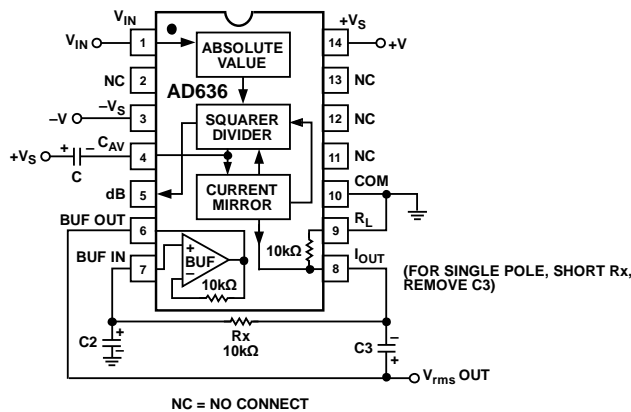 VIN
+VS
VIN
1
ABSOLUTE
VALUE
14
+V
NC
2
13
NC
AD636
–V
–VS
3
SQUARER
DIVIDER
12
NC
+VS
+ –
C
CAV
4
11
NC
COM
dB
5
CURRENT
MIRROR
10
BUF OUT
6
RL
9
10kΩ
BUF IN
7
+
BUF
–
10kΩ
IOUT
8
(FOR SINGLE POLE, SHORT Rx,
REMOVE C3)
C2
+
–
Rx
10kΩ
C3
–
+
Vrms OUT
NC = NO CONNECT